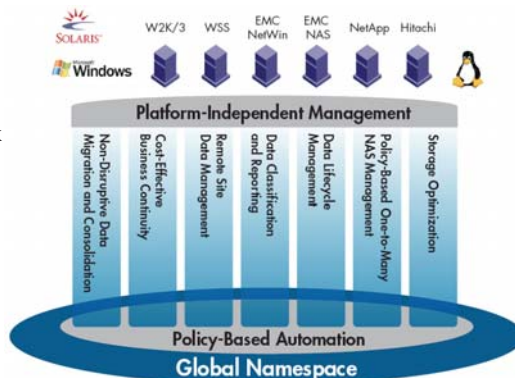 SOLARIS
W2K/3
WSS
EMC
NetWin
EMC
NAS
NetApp
Hitachi
Microsoft
Windows
Platform-Independent Management
Non-Disruptive Data
Migration and Consolidation
Cost-Effective
Business Continuity
Remote Site
Data Management
Data Classification
and Reporting
Data Lifecycle
Management
Policy-Based One-to-Many
NAS Management
Storage Optimization
Policy-Based Automation
Global Namespace